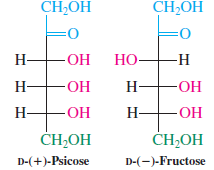 CH₂OH CH₂OH
=O =O
H OH HO H
H OH H OH
H OH H OH
CH₂OH CH₂OH
D-(+)-Psicose D-(−)-Fructose